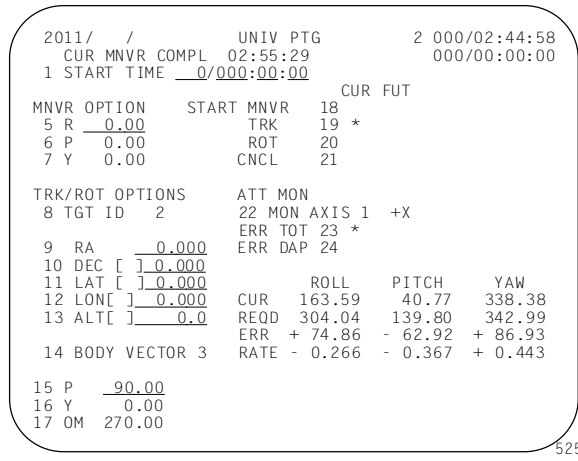 2011/ / UNIV PTG 2 000/02:44:58
CUR MNVR COMPL 02:55:29 000/00:00:00
1 START TIME 0/000:00:00
CUR FUT
MNVR OPTION START MNVR 18
5 R 0.00 TRK 19 *
6 P 0.00 ROT 20
7 Y 0.00 CNCL 21
TRK/ROT OPTIONS ATT MON
8 TGT ID 2 22 MON AXIS 1 +X
ERR TOT 23 *
9 RA 0.000 ERR DAP 24
10 DEC [ ] 0.000
11 LAT [ ] 0.000 ROLL PITCH YAW
12 LON[ ] 0.000 CUR 163.59 40.77 338.38
13 ALT[ ] 0.0 REQD 304.04 139.80 342.99
ERR + 74.86 - 62.92 + 86.93
14 BODY VECTOR 3 RATE - 0.266 - 0.367 + 0.443
15 P 90.00
16 Y 0.00
17 OM 270.00